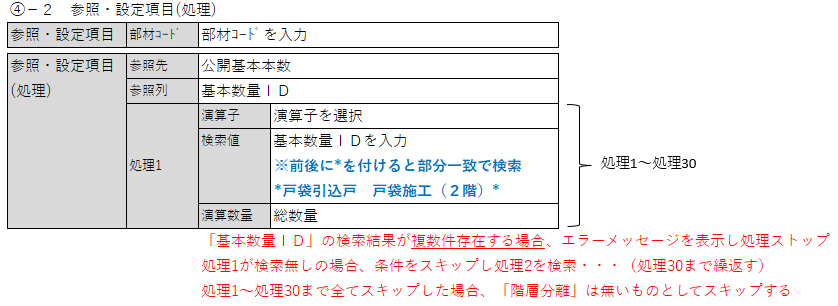 ④－２　参照・設定項目(処理)
参照・設定項目 部材ｺｰﾄﾞ 部材ｺｰﾄﾞを入力
参照・設定項目 参照先 公開基本本数
(処理) 参照列 基本数量ＩＤ
演算子 演算子を選択
検索値 基本数量ＩＤを入力
処理1 ※前後に*を付けると部分一致で検索 処理1～処理30
*戸袋引込戸　戸袋施工（２階）*
演算数量 総数量
「基本数量ＩＤ」の検索結果が複数件存在する場合、エラーメッセージを表示し処理ストップ
処理1が検索無しの場合、条件をスキップし処理2を検索・・・（処理30まで繰返す）
処理1～処理30まで全てスキップした場合、「階層分離」は無いものとしてスキップする